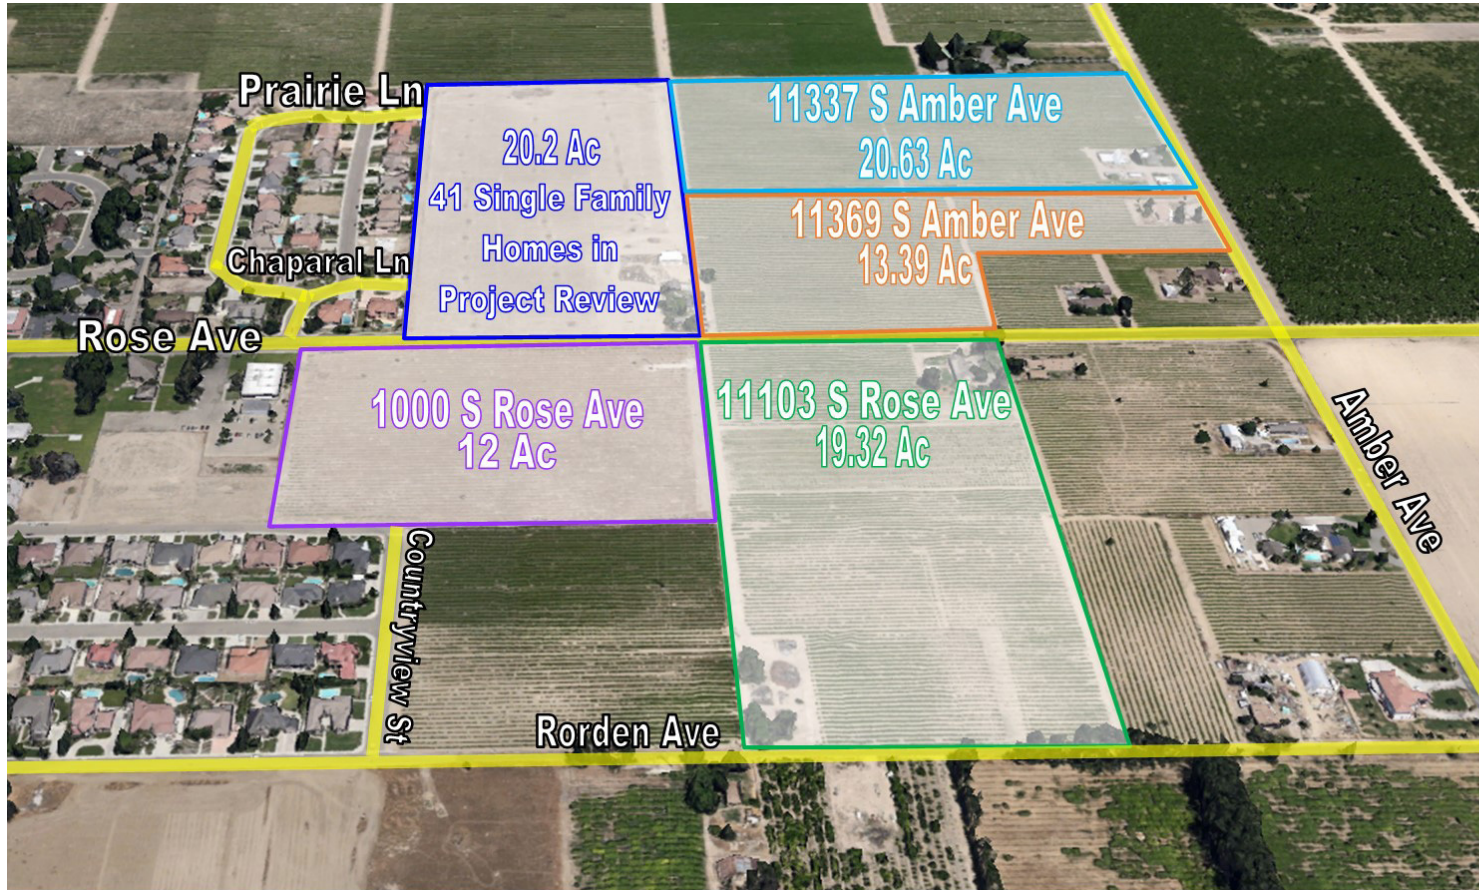 Prairie Ln
11337 S Amber Ave
20.63 Ac
20.2 Ac
41 Single Family
Homes in
Project Review
11369 S Amber Ave
13.39 Ac
Chaparal Ln
Rose Ave
1000 S Rose Ave
12 Ac
11103 S Rose Ave
19.32 Ac
Amber Ave
Countryview St
Rorden Ave